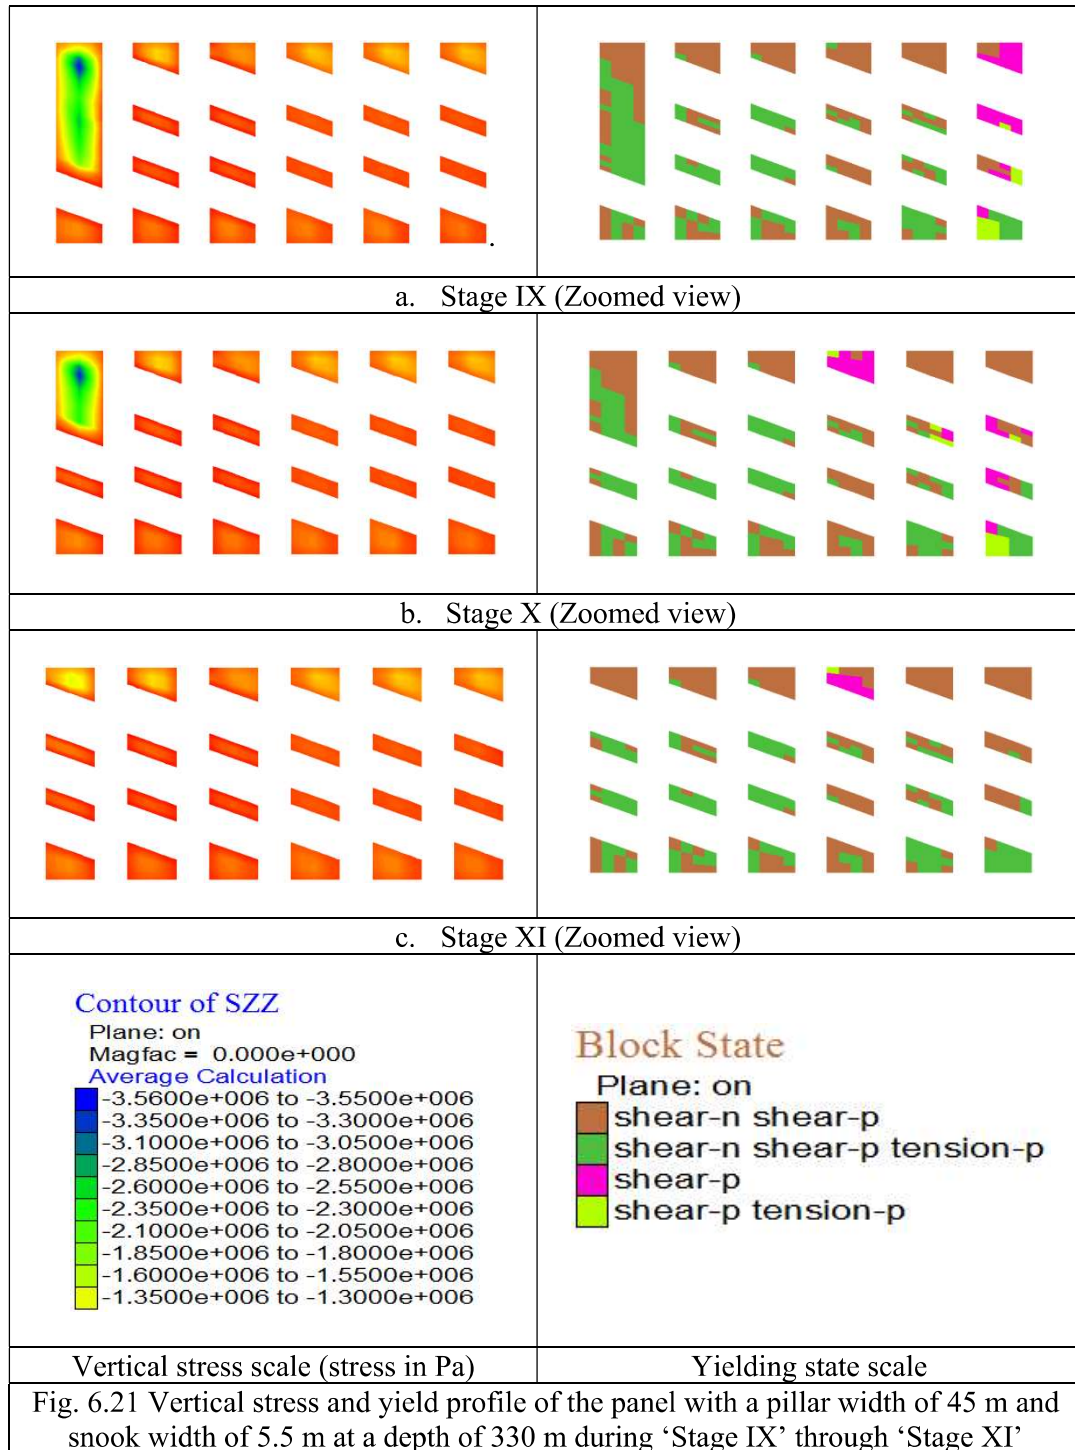 a. Stage IX (Zoomed view)
b. Stage X (Zoomed view)
c. Stage XI (Zoomed view)
Contour of SZZ
Plane: on
Magfac = 0.000e+000
Average Calculation
-3.5600e+006 to -3.5500e+006
-3.3500e+006 to -3.3000e+006
-3.1000e+006 to -3.0500e+006
-2.8500e+006 to -2.8000e+006
-2.6000e+006 to -2.5500e+006
-2.3500e+006 to -2.3000e+006
-2.1000e+006 to -2.0500e+006
-1.8500e+006 to -1.8000e+006
-1.6000e+006 to -1.5500e+006
-1.3500e+006 to -1.3000e+006
Block State
Plane: on
shear-n shear-p
shear-n shear-p tension-p
shear-p
shear-p tension-p
Vertical stress scale (stress in Pa)
Yielding state scale
Fig. 6.21 Vertical stress and yield profile of the panel with a pillar width of 45 m and
snook width of 5.5 m at a depth of 330 m during ‘Stage IX’ through ‘Stage XI’